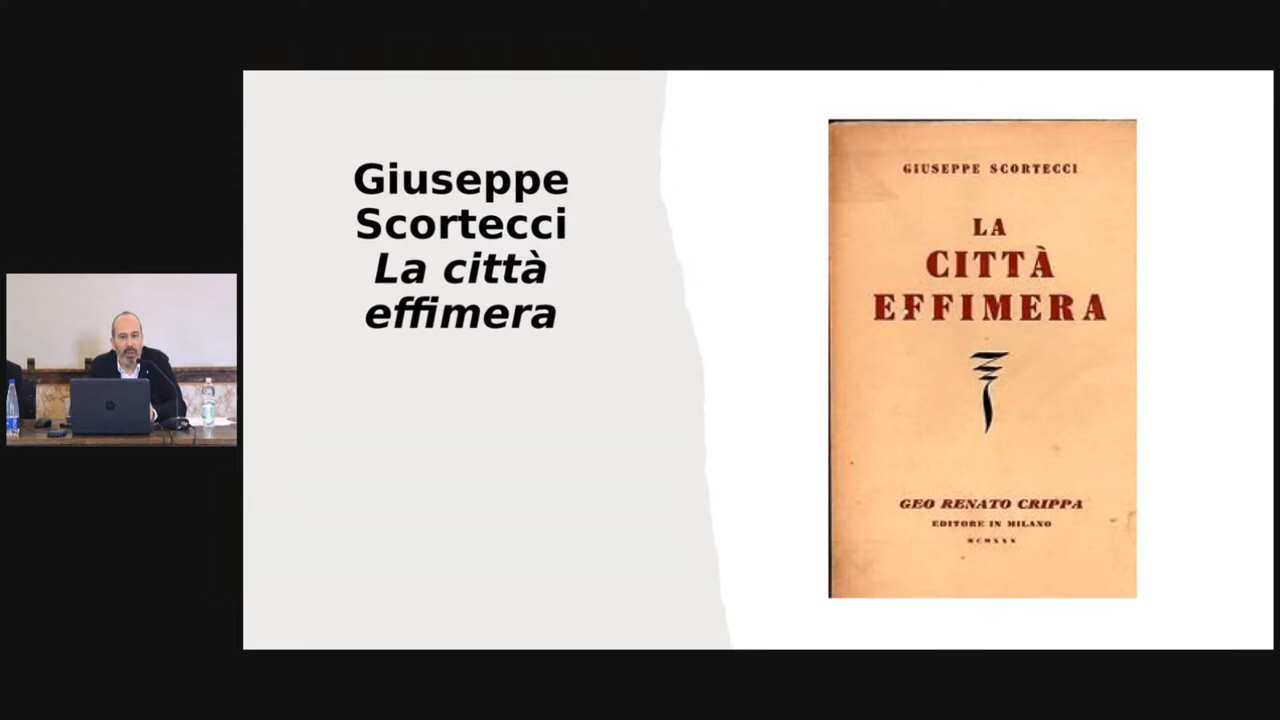 Giuseppe
Scortecci
La città
effimera
GIUSEPPE SCORTECCI
LA
CITTÀ
EFFIMERA
GEO RENATO CRIPPA
EDITORE IN MILANO
MCMXXX